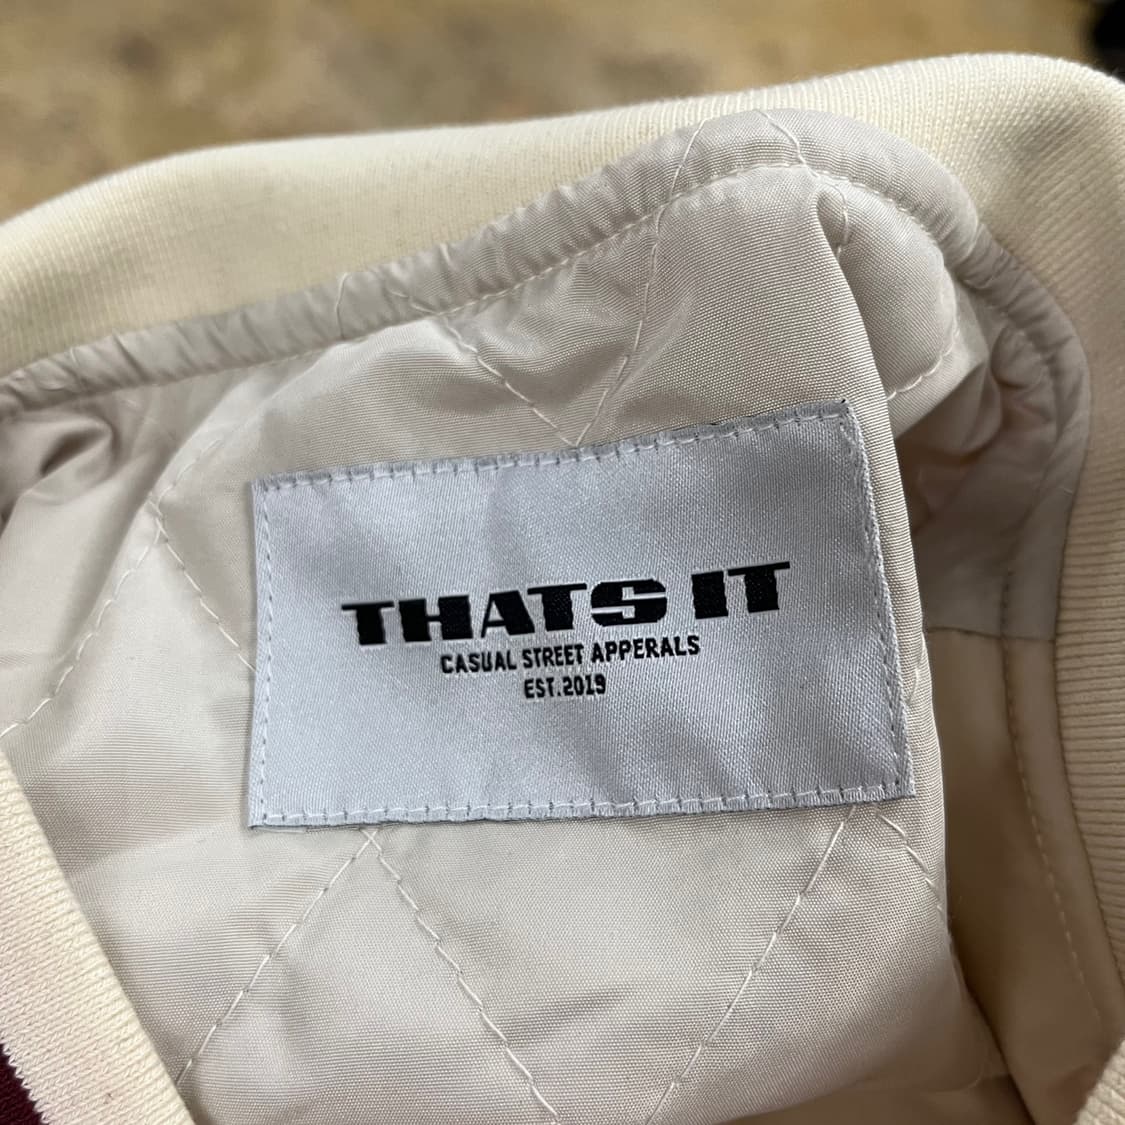 THATS IT
CASUAL STREET APPERALS
EST.2019